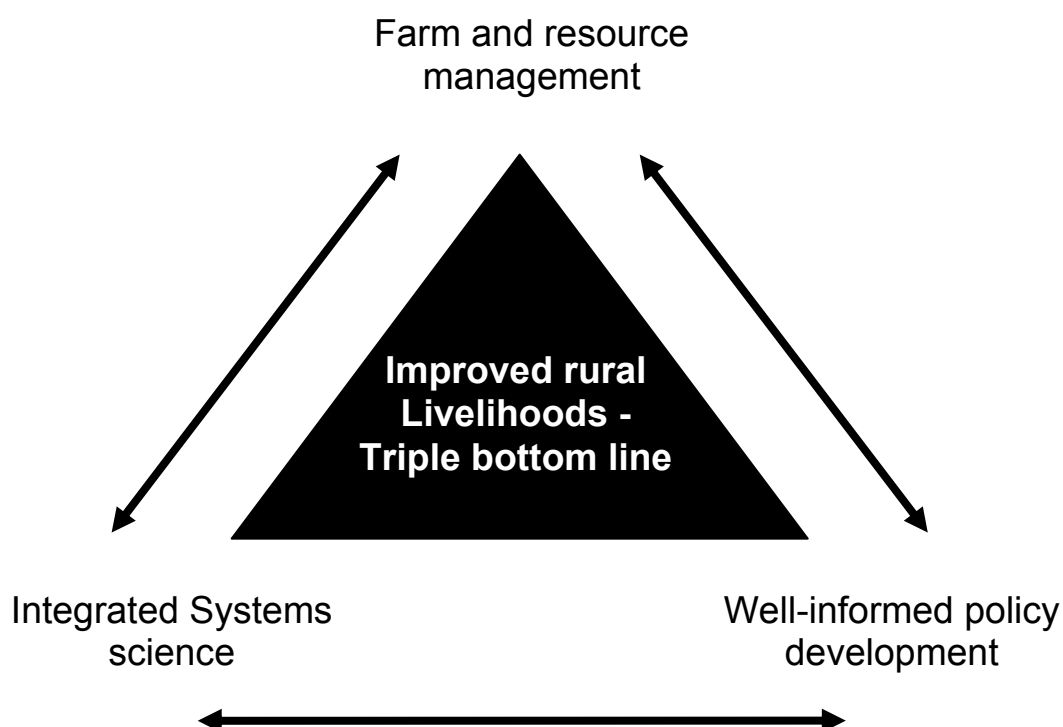 Farm and resource
management
Improved rural
Livelihoods -
Triple bottom line
Integrated Systems
science
Well-informed policy
development